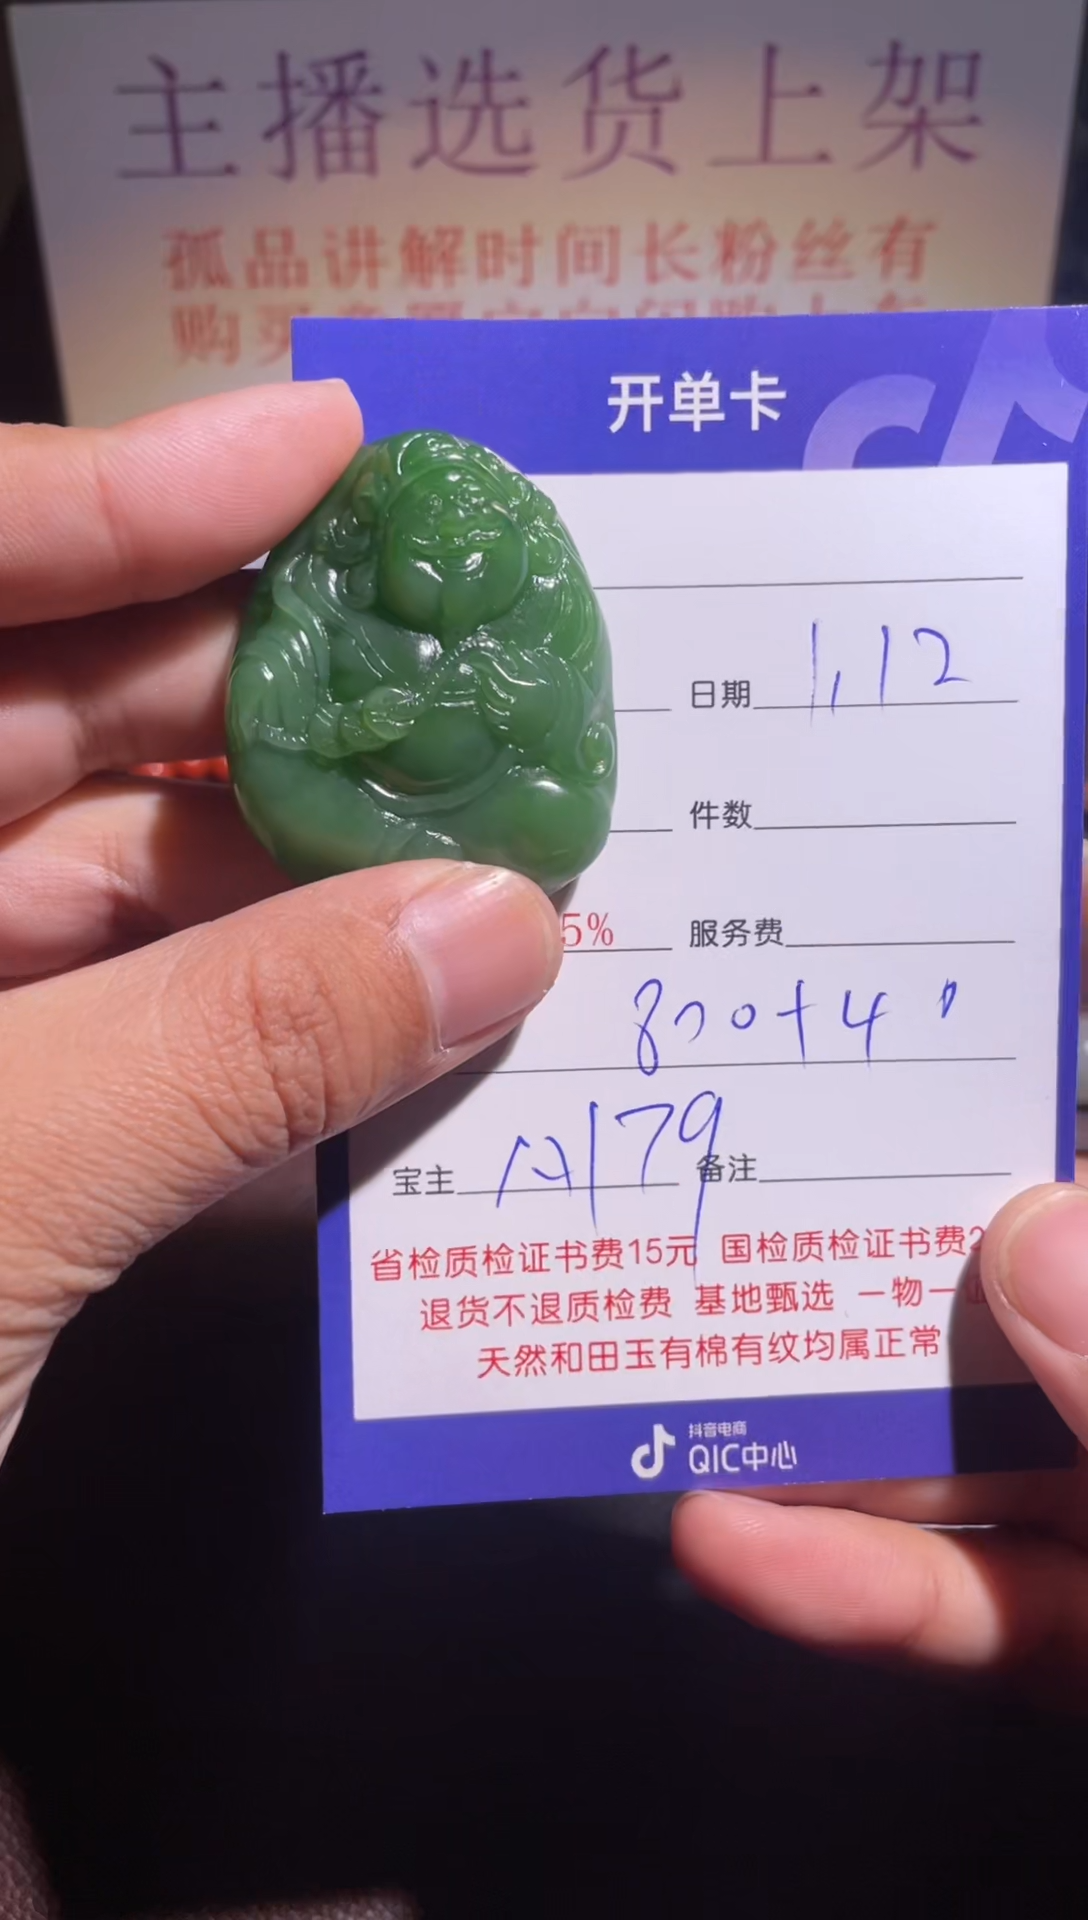 主播选货上架
孤品讲解时间长粉丝有
购买
开单卡
日期 1.12
件数
5% 服务费
800+40
宝主 A179 备注
省检质检证书费15元 国检质检证书费2
退货不退质检费 基地甄选 一物一
天然和田玉有棉有纹均属正常
抖音电商
QIC中心